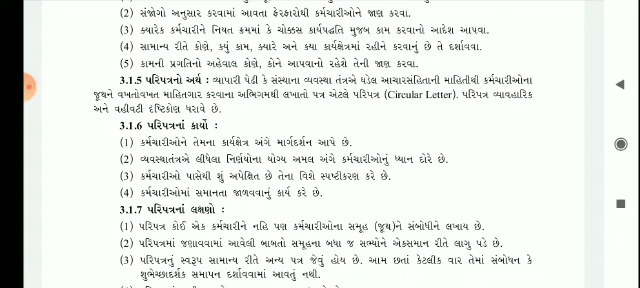 (2) સંજોગો અનુસાર કરવામાં આવતા ફેરફારોથી કર્મચારીઓને જાણ કરવા.
(3) ક્યારેક કર્મચારીને નિયત ક્રમમાં કે ચોક્કસ કાર્યપદ્ધતિ મુજબ કામ કરવાનો આદેશ આપવા.
(4) સામાન્ય રીતે કોણે, ક્યું કામ, ક્યારે અને કયા કાર્યક્ષેત્રમાં રહીને કરવાનું છે તે દર્શાવવા.
(5) કામની પ્રગતિનો અહેવાલ કોણે, કોને આપવાનો રહેશે તેની જાણ કરવા.
3.1.5 પરિપત્રનો અર્થ : વ્યાપારી પેઢી કે સંસ્થાના વ્યવસ્થા તંત્રએ ઘડેલ આચારસંહિતાની માહિતીથી કર્મચારીઓના
જૂથને વખતોવખત માહિતગાર કરવાના અભિગમથી લખાતો પત્ર એટલે પરિપત્ર (Circular Letter). પરિપત્ર વ્યાવહારિક
અને વહીવટી દૃષ્ટિકોણ ધરાવે છે.
3.1.6 પરિપત્રનાં કાર્યો :
(1) કર્મચારીઓને તેમના કાર્યક્ષેત્ર અંગે માર્ગદર્શન આપે છે.
(2) વ્યવસ્થાતંત્રએ લીધેલા નિર્ણયોના યોગ્ય અમલ અંગે કર્મચારીઓનું ધ્યાન દોરે છે.
(3) કર્મચારીઓ પાસેથી શું અપેક્ષિત છે તેના વિશે સ્પષ્ટીકરણ કરે છે.
(4) કર્મચારીઓમાં સમાનતા જાળવવાનું કાર્ય કરે છે.
3.1.7 પરિપત્રનાં લક્ષણો :
(1) પરિપત્ર કોઈ એક કર્મચારીને નહિ પણ કર્મચારીઓના સમૂહ (જૂથ)ને સંબોધીને લખાય છે.
(2) પરિપત્રમાં જણાવવામાં આવેલી બાબતો સમૂહના બધા જ સભ્યોને એકસમાન રીતે લાગુ પડે છે.
(3) પરિપત્રનું સ્વરૂપ સામાન્ય રીતે અન્ય પત્ર જેવું હોય છે. આમ છતાં કેટલીક વાર તેમાં સંબોધન કે
શુભેચ્છાદર્શક સમાપન દર્શાવવામાં આવતું નથી.